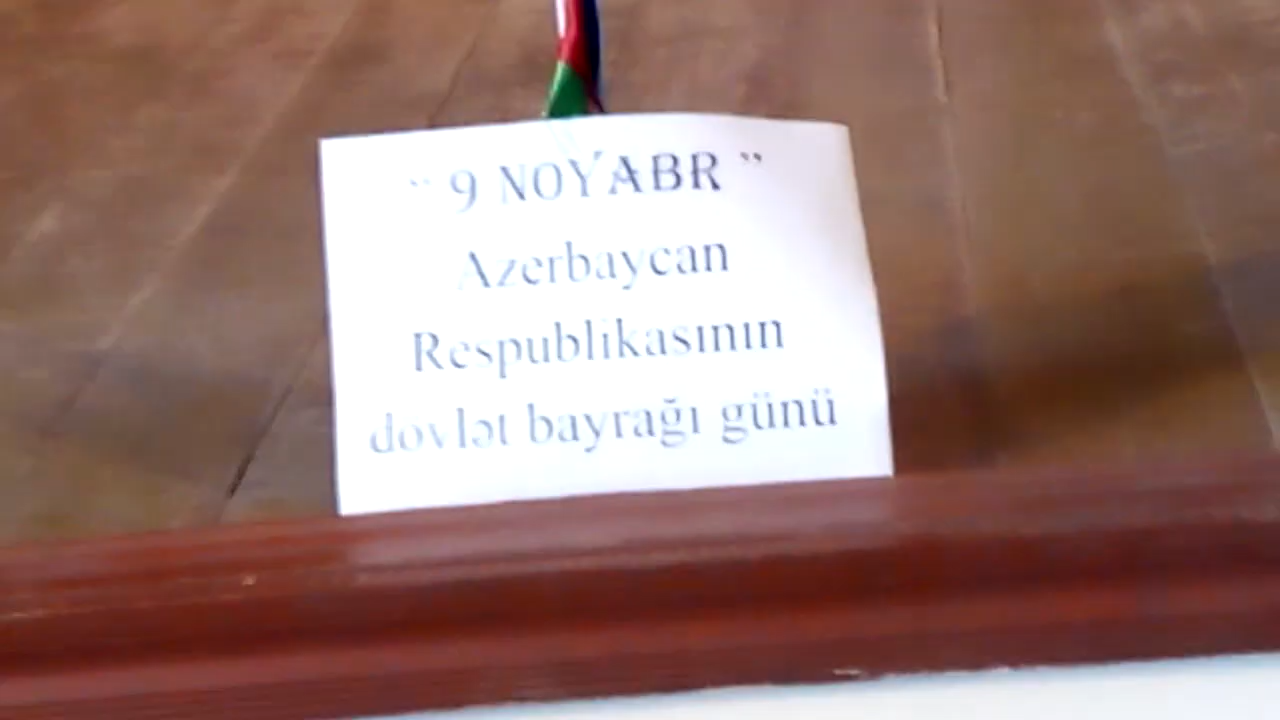 " 9 NOYABR "
Azerbaycan
Respublikasının
dovlət bayrağı günü